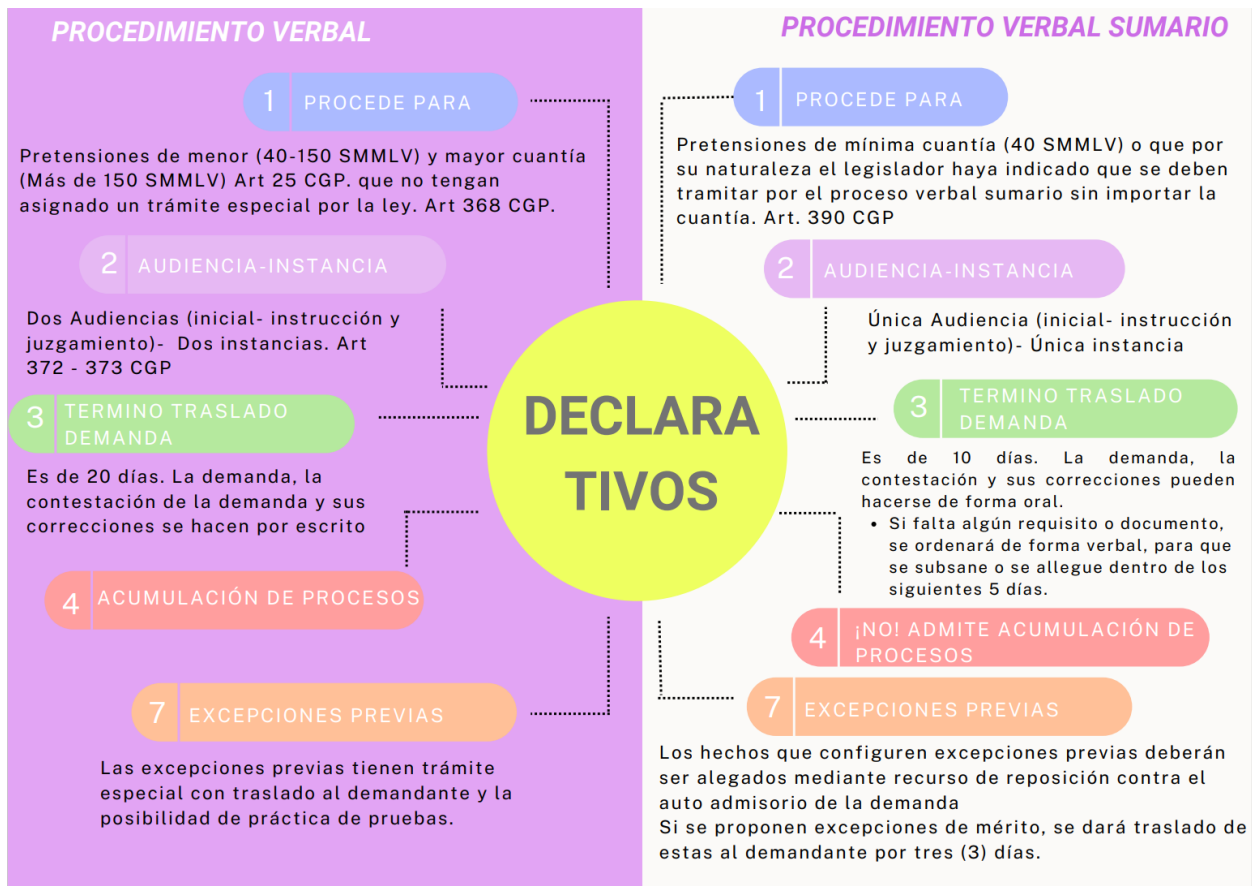 PROCEDIMIENTO VERBAL
1 PROCEDE PARA
Pretensiones de menor (40-150 SMMLV) y mayor cuantía
(Más de 150 SMMLV) Art 25 CGP. que no tengan
asignado un trámite especial por la ley. Art 368 CGP.
2 AUDIENCIA-INSTANCIA
Dos Audiencias (inicial- instrucción y
juzgamiento)- Dos instancias. Art
372 - 373 CGP
3 TERMINO TRASLADO
DEMANDA
Es de 20 días. La demanda, la
contestación de la demanda y sus
correcciones se hacen por escrito
4 ACUMULACIÓN DE PROCESOS
7 EXCEPCIONES PREVIAS
Las excepciones previas tienen trámite
especial con traslado al demandante y la
posibilidad de práctica de pruebas.
DECLARA
TIVOS
PROCEDIMIENTO VERBAL SUMARIO
1 PROCEDE PARA
Pretensiones de mínima cuantía (40 SMMLV) o que por
su naturaleza el legislador haya indicado que se deben
tramitar por el proceso verbal sumario sin importar la
cuantía. Art. 390 CGP
2 AUDIENCIA-INSTANCIA
Única Audiencia (inicial- instrucción
y juzgamiento)- Única instancia
3 TERMINO TRASLADO
DEMANDA
Es de 10 días. La demanda, la
contestación y sus correcciones pueden
hacerse de forma oral.
• Si falta algún requisito o documento,
se ordenará de forma verbal, para que
se subsane o se allegue dentro de los
siguientes 5 días.
4 ¡NO! ADMITE ACUMULACIÓN DE
PROCESOS
7 EXCEPCIONES PREVIAS
Los hechos que configuren excepciones previas deberán
ser alegados mediante recurso de reposición contra el
auto admisorio de la demanda
Si se proponen excepciones de mérito, se dará traslado de
estas al demandante por tres (3) días.